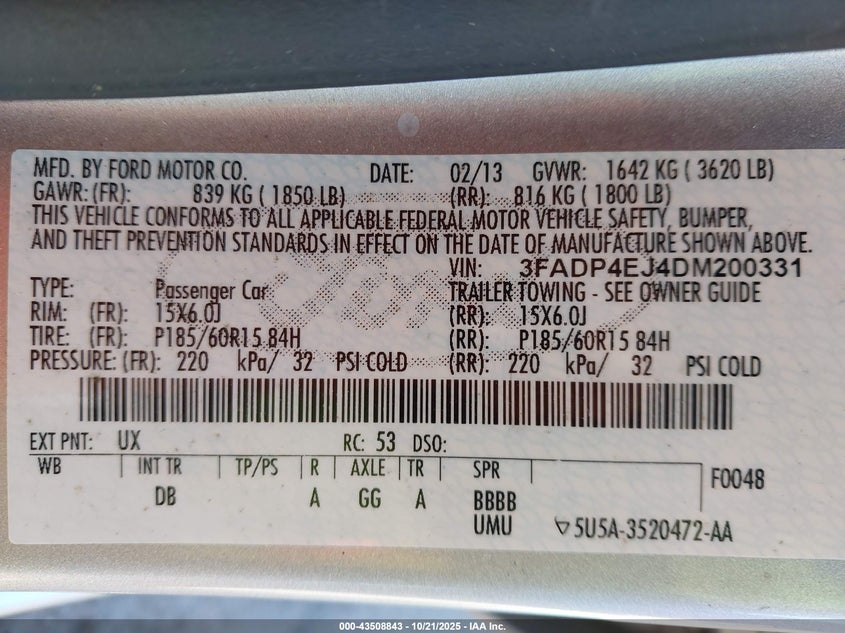 MFD. BY FORD MOTOR CO. DATE: 02/13 GVWR: 1642 KG ( 3620 LB)
GAWR: (FR): 839 KG ( 1850 LB) (RR): 816 KG ( 1800 LB)
THIS VEHICLE CONFORMS TO ALL APPLICABLE FEDERAL MOTOR VEHICLE SAFETY, BUMPER,
AND THEFT PREVENTION STANDARDS IN EFFECT ON THE DATE OF MANUFACTURE SHOWN ABOVE.
VIN: 3FADP4EJ4DM200331
TYPE: Passenger Car TRAILER TOWING - SEE OWNER GUIDE
RIM: (FR): 15X6.0J (RR): 15X6.0J
TIRE: (FR): P185/60R15 84H (RR): P185/60R15 84H
PRESSURE: (FR): 220 kPa/ 32 PSI COLD (RR): 220 kPa/ 32 PSI COLD
EXT PNT: UX RC: 53 DSO:
WB INT TR TP/PS R AXLE TR SPR F0048
DB A GG A BBBB
UMU 5U5A-3520472-AA
000-43508843 - 10/21/2025 - IAA Inc.